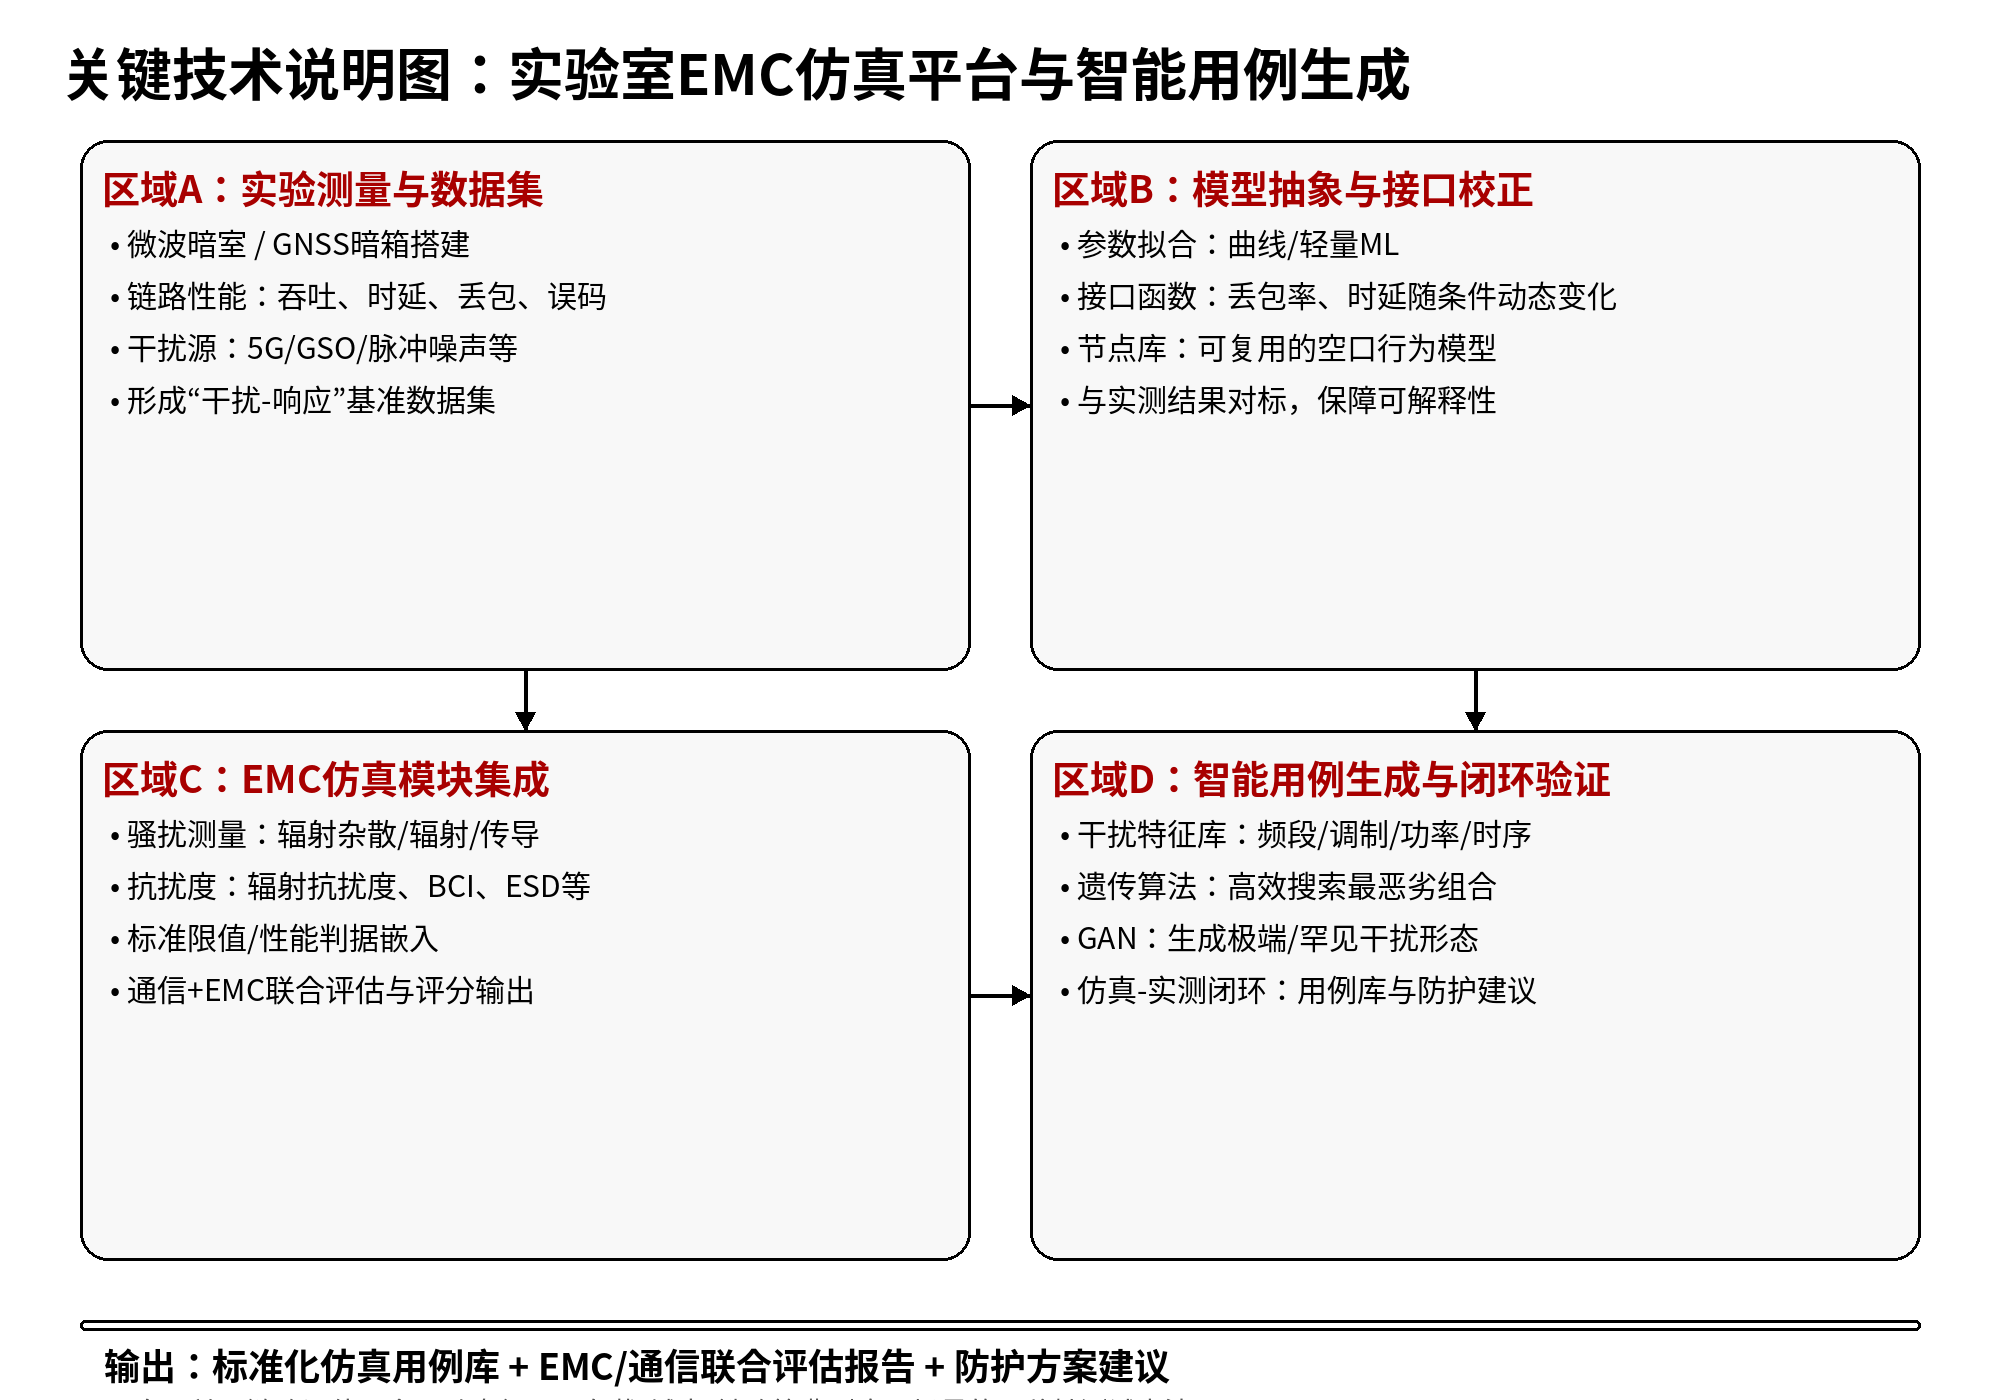 关键技术说明图：实验室EMC仿真平台与智能用例生成
区域A：实验测量与数据集
• 微波暗室 / GNSS暗箱搭建
• 链路性能：吞吐、时延、丢包、误码
• 干扰源：5G/GSO/脉冲噪声等
• 形成“干扰-响应”基准数据集
区域B：模型抽象与接口校正
• 参数拟合：曲线/轻量ML
• 接口函数：丢包率、时延随条件动态变化
• 节点库：可复用的空口行为模型
• 与实测结果对标，保障可解释性
区域C：EMC仿真模块集成
• 骚扰测量：辐射杂散/辐射/传导
• 抗扰度：辐射抗扰度、BCI、ESD等
• 标准限值/性能判据嵌入
• 通信+EMC联合评估与评分输出
区域D：智能用例生成与闭环验证
• 干扰特征库：频段/调制/功率/时序
• 遗传算法：高效搜索最恶劣组合
• GAN：生成极端/罕见干扰形态
• 仿真-实测闭环：用例库与防护建议
输出：标准化仿真用例库 + EMC/通信联合评估报告 + 防护方案建议